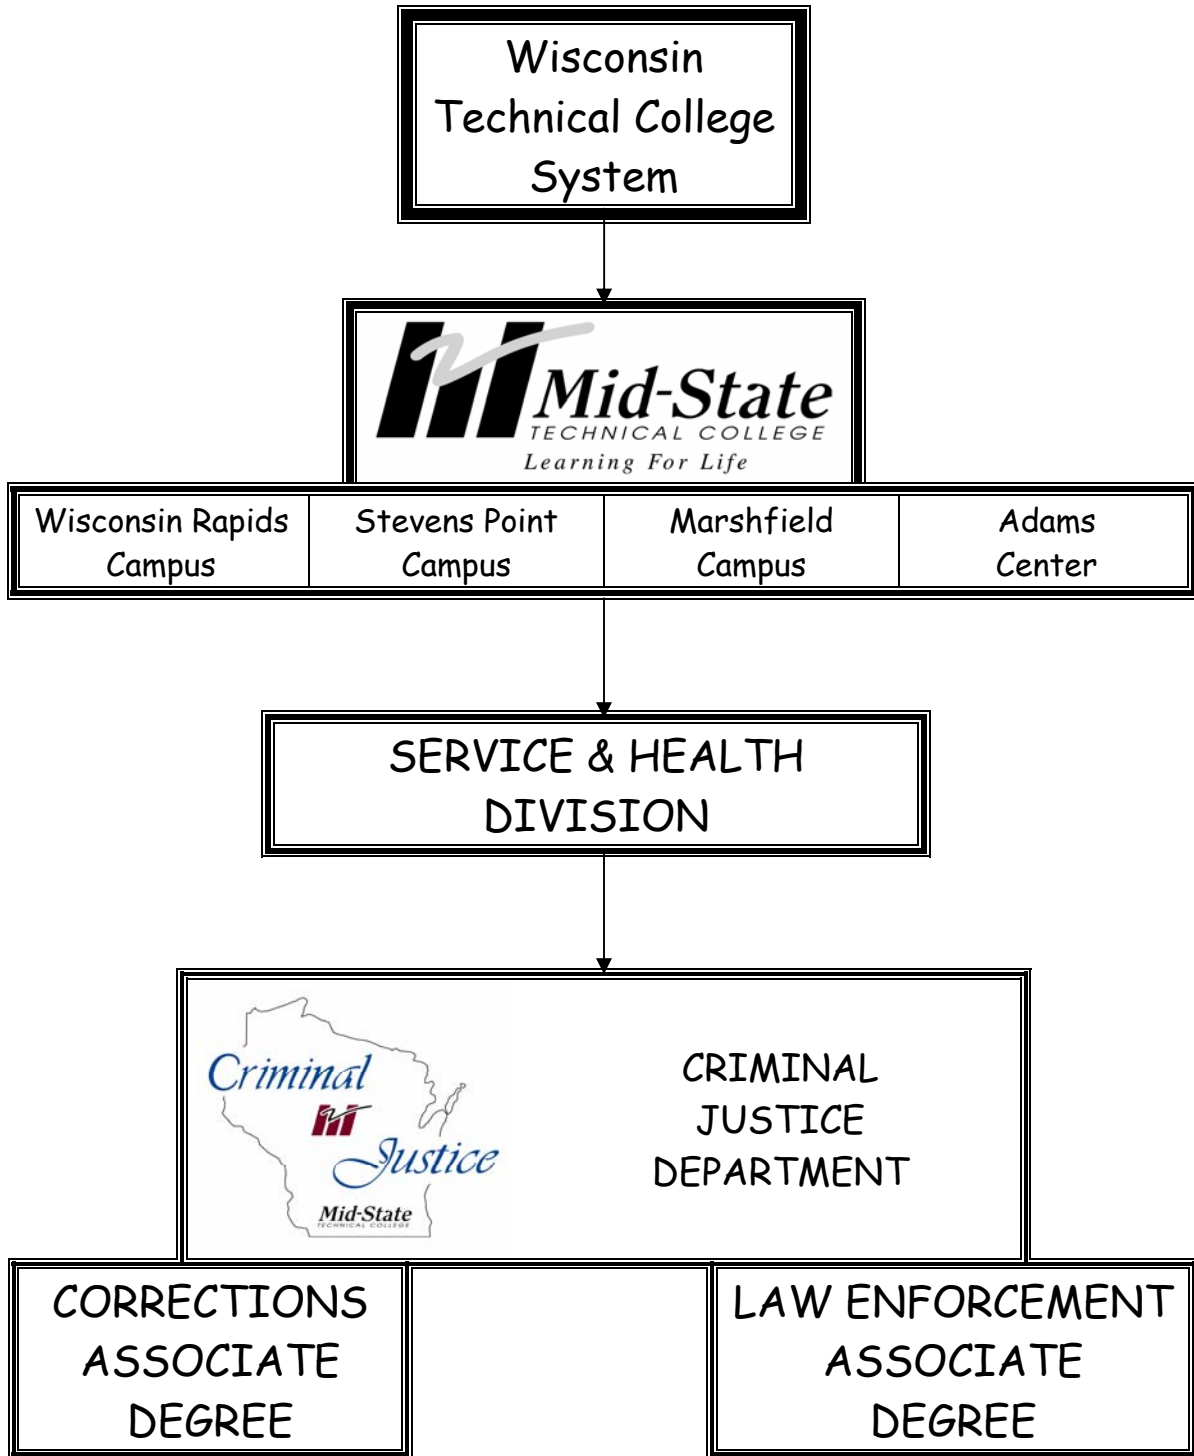 Wisconsin
Technical College
System
Mid-State
TECHNICAL COLLEGE
Learning For Life
Wisconsin Rapids
Campus
Stevens Point
Campus
Marshfield
Campus
Adams
Center
SERVICE & HEALTH
DIVISION
Criminal
Justice
Mid-State
TECHNICAL COLLEGE
CRIMINAL
JUSTICE
DEPARTMENT
CORRECTIONS
ASSOCIATE
DEGREE
LAW ENFORCEMENT
ASSOCIATE
DEGREE